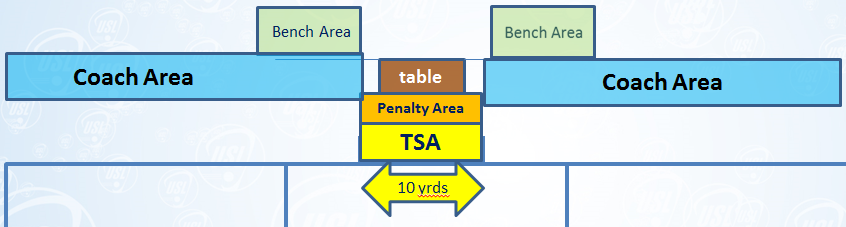 Bench Area
Bench Area
Coach Area
table
Coach Area
Penalty Area
TSA
10 yrds